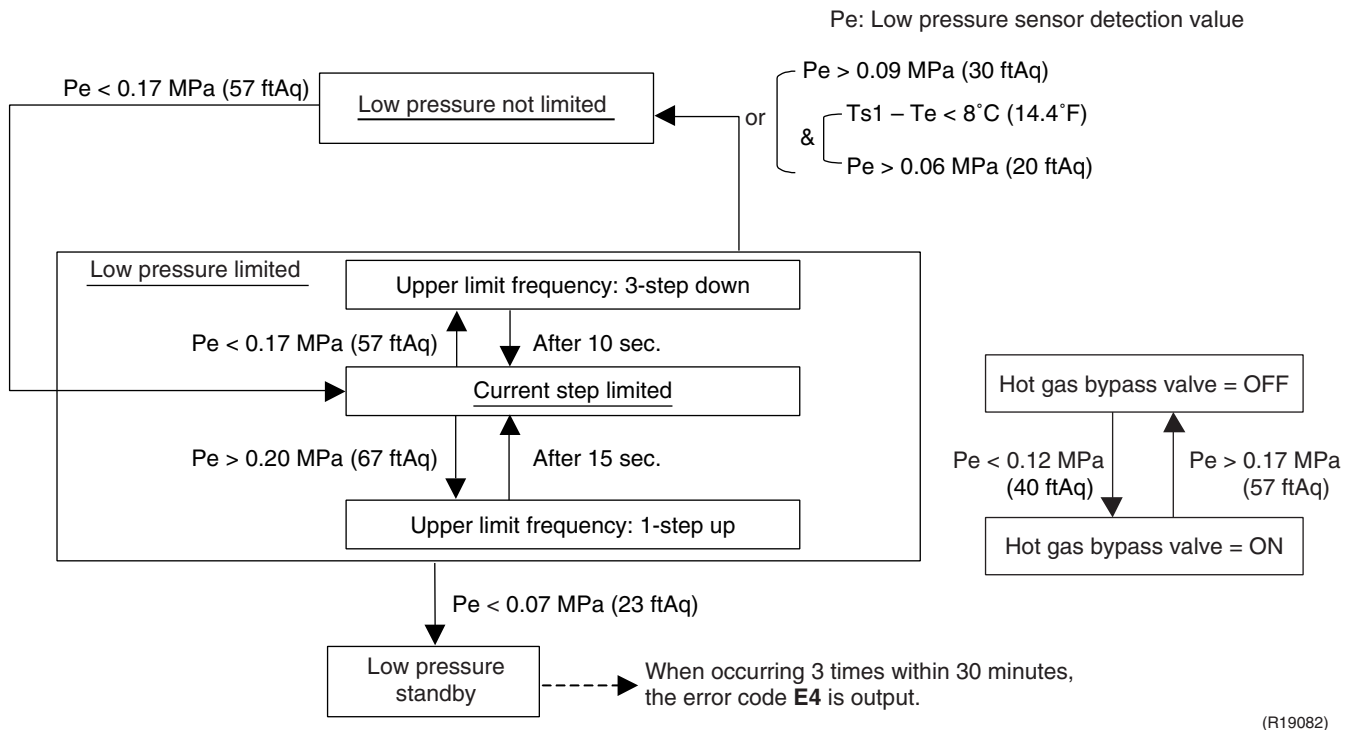 Pe: Low pressure sensor detection value
Pe < 0.17 MPa (57 ftAq)
Low pressure not limited
or
Pe > 0.09 MPa (30 ftAq)
&
Ts1 – Te < 8˚C (14.4˚F)
Pe > 0.06 MPa (20 ftAq)
Low pressure limited
Upper limit frequency: 3-step down
Pe < 0.17 MPa (57 ftAq)
After 10 sec.
Current step limited
Pe > 0.20 MPa (67 ftAq)
After 15 sec.
Upper limit frequency: 1-step up
Hot gas bypass valve = OFF
Pe < 0.12 MPa
(40 ftAq)
Pe > 0.17 MPa
(57 ftAq)
Hot gas bypass valve = ON
Pe < 0.07 MPa (23 ftAq)
Low pressure
standby
When occurring 3 times within 30 minutes,
the error code E4 is output.
(R19082)